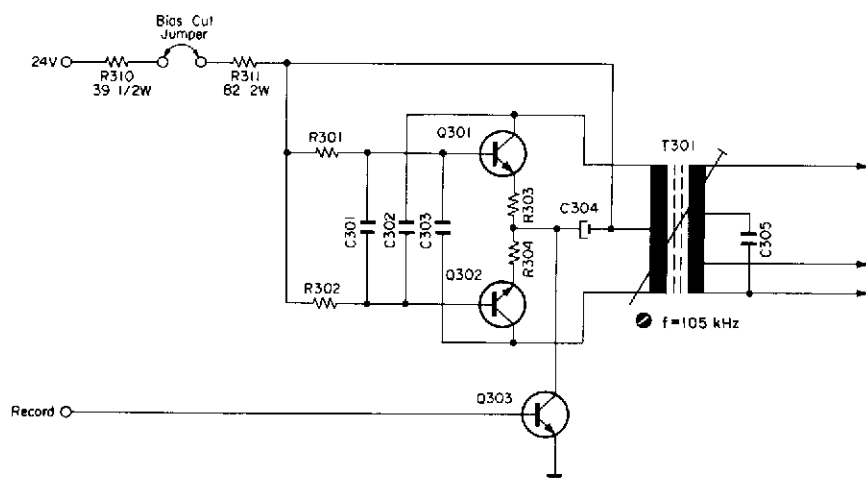 Bias Cut
Jumper
24V
R310
39 1/2W
R311
82 2W
R301
Q301
T301
R303
C304
C301
C302
C303
R304
C305
Q302
R302
f=105 kHz
Q303
Record